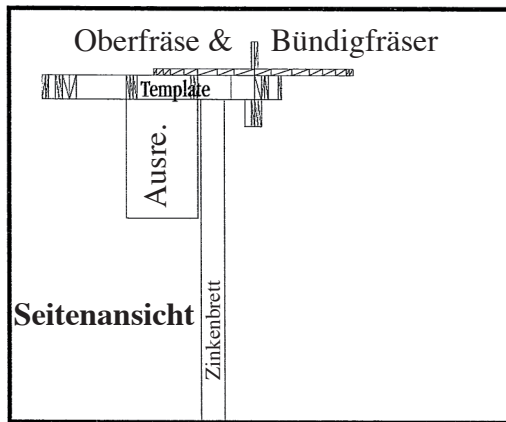 Oberfräse & Bündigfräser
Template
Ausre.
Seitenansicht
Zinkenbrett